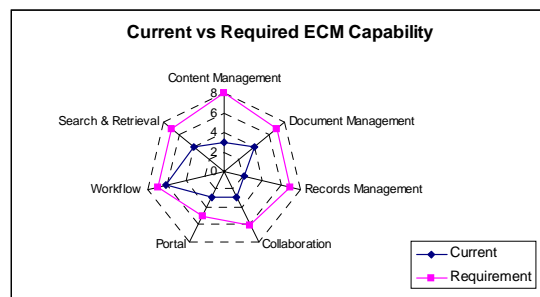 Current vs Required ECM Capability
Content Management
8
Search & Retrieval
6
Document Management
4
2
0
Workflow
Records Management
Portal
Collaboration
Current
Requirement